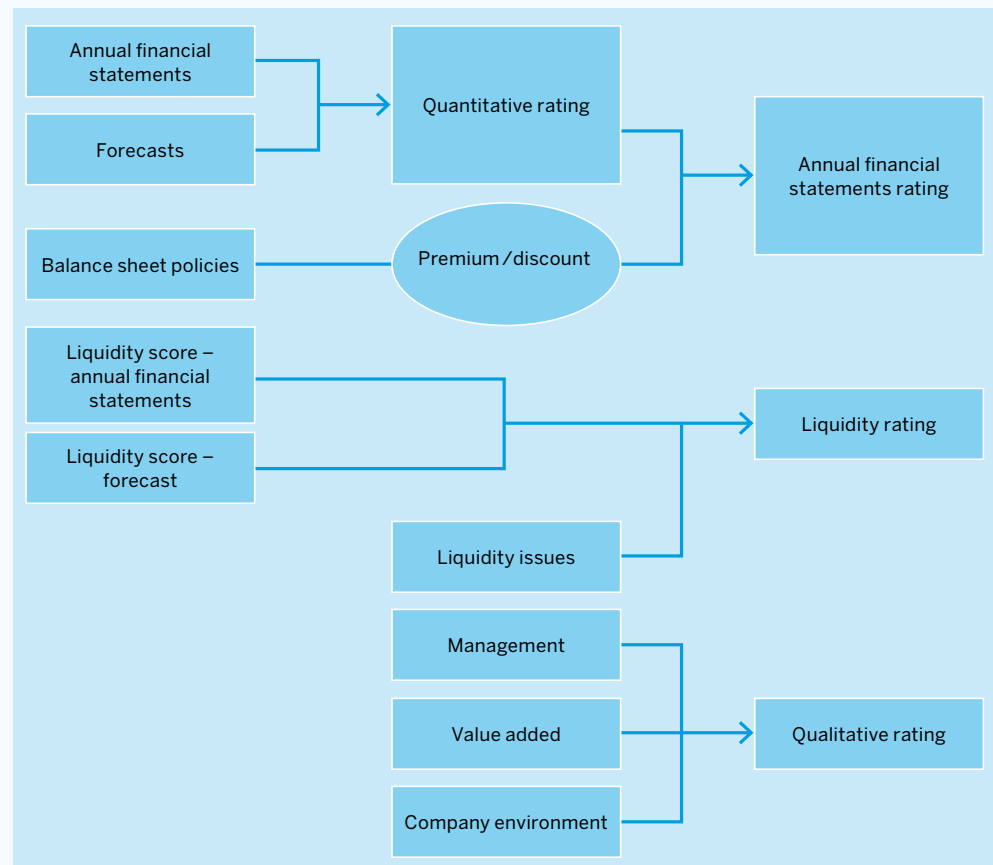 Annual financial
statements
Forecasts
Quantitative rating
Annual financial
statements rating
Balance sheet policies
Premium/discount
Liquidity score –
annual financial
statements
Liquidity score –
forecast
Liquidity rating
Liquidity issues
Management
Value added
Company environment
Qualitative rating